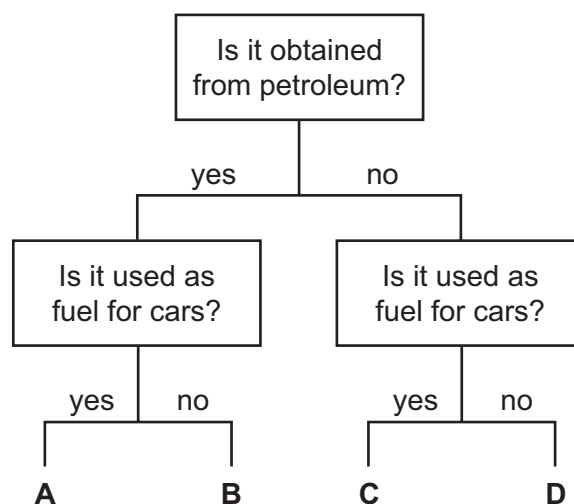 Is it obtained
from petroleum?
yes no
Is it used as
fuel for cars?
Is it used as
fuel for cars?
yes no
yes no
A B C D